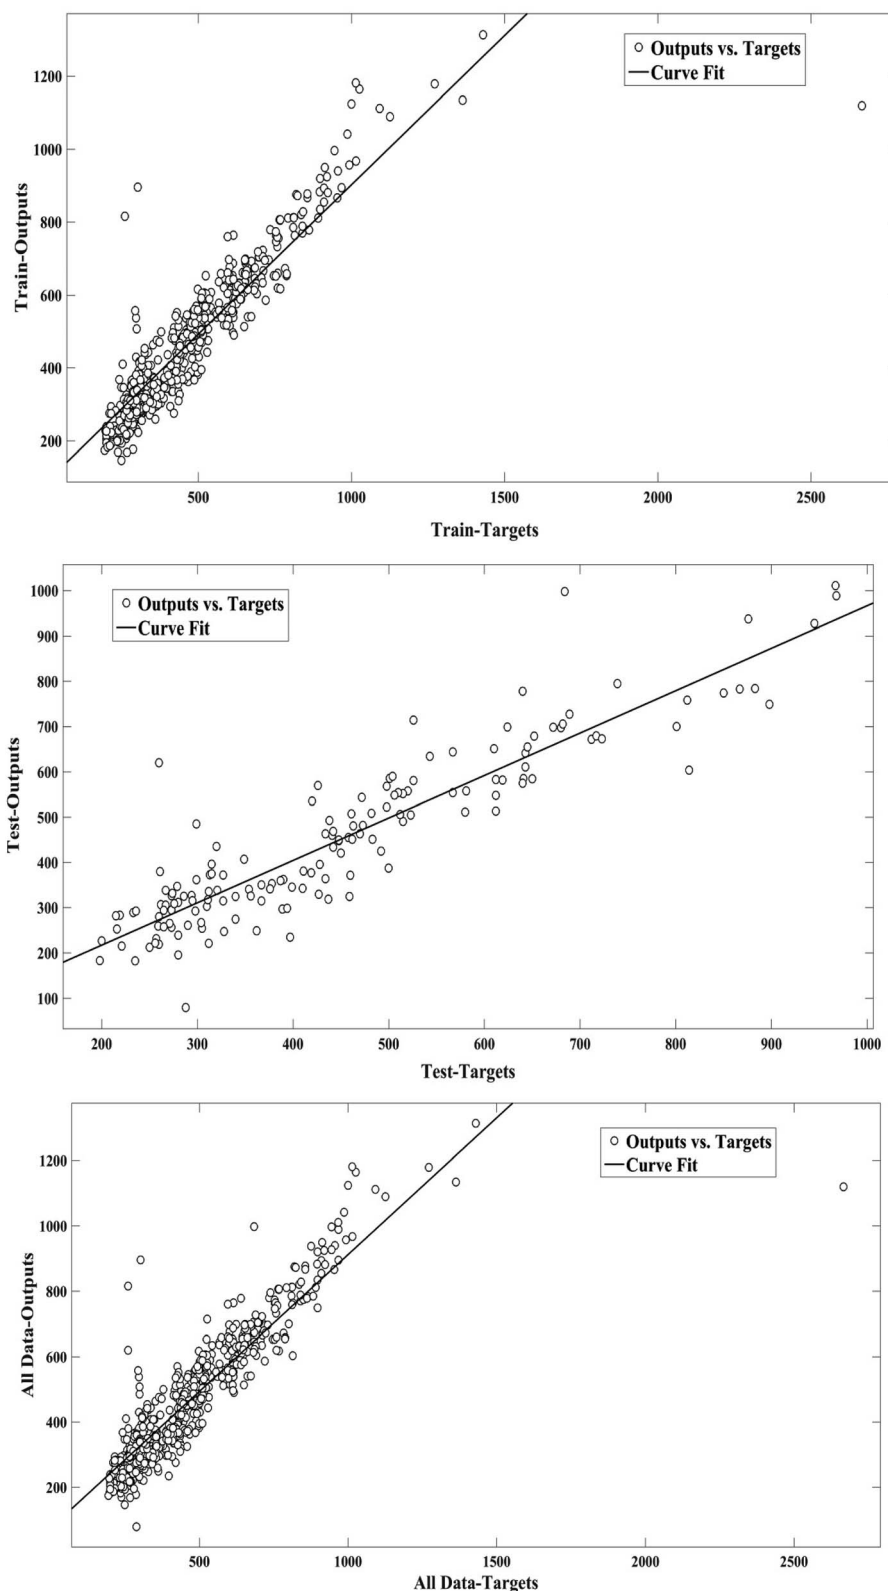 Outputs vs. Targets
Curve Fit
1200
1000
800
600
400
200
Train-Outputs
500 1000 1500 2000 2500
Train-Targets
Outputs vs. Targets
Curve Fit
1000
900
800
700
600
500
400
300
200
100
Test-Outputs
200 300 400 500 600 700 800 900 1000
Test-Targets
Outputs vs. Targets
Curve Fit
1200
1000
800
600
400
200
All Data-Outputs
500 1000 1500 2000 2500
All Data-Targets